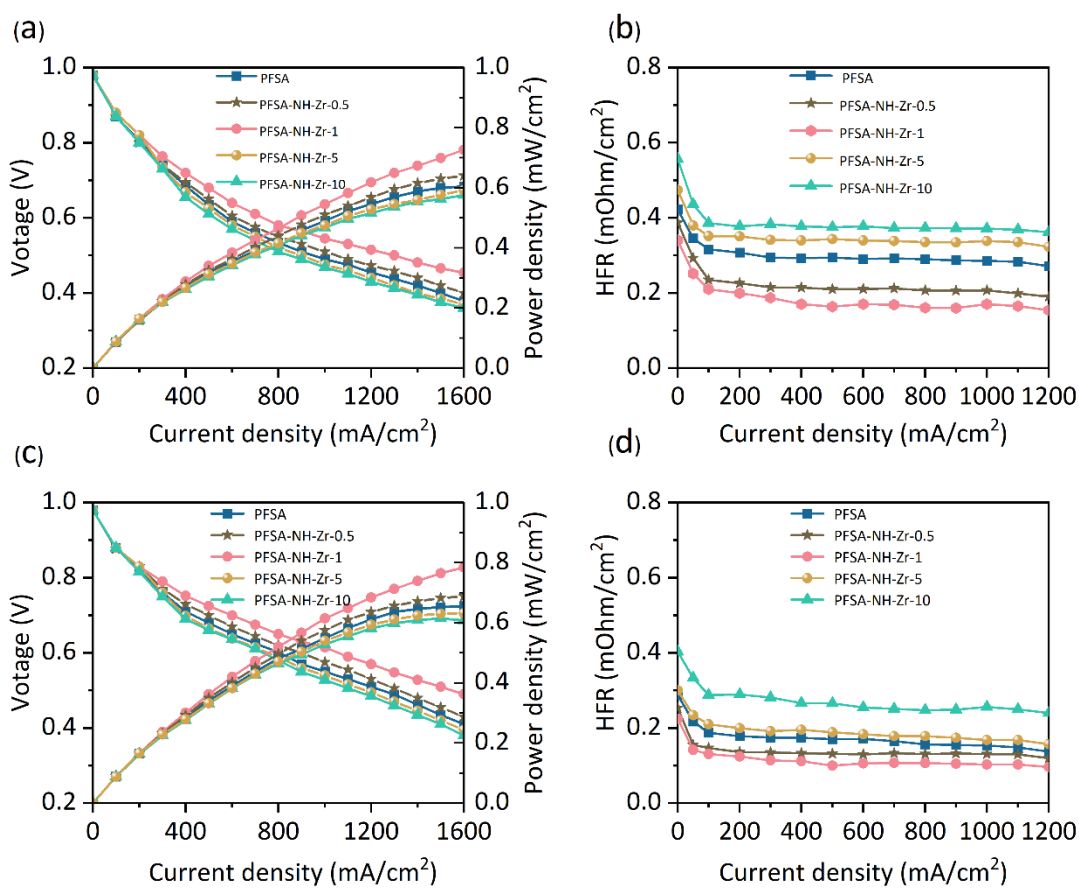 (a)
1.0
0.8
0.6
0.4
0.2
Votage (V)
PFSA
PFSA-NH-Zr-0.5
PFSA-NH-Zr-1
PFSA-NH-Zr-5
PFSA-NH-Zr-10
1.0
0.8
0.6
0.4
0.2
0.0
Power density (mW/cm²)
0 400 800 1200 1600
Current density (mA/cm²)
(b)
0.8
0.6
0.4
0.2
0.0
HFR (mOhm/cm²)
PFSA
PFSA-NH-Zr-0.5
PFSA-NH-Zr-1
PFSA-NH-Zr-5
PFSA-NH-Zr-10
0 200 400 600 800 1000 1200
Current density (mA/cm²)
(c)
1.0
0.8
0.6
0.4
0.2
Votage (V)
PFSA
PFSA-NH-Zr-0.5
PFSA-NH-Zr-1
PFSA-NH-Zr-5
PFSA-NH-Zr-10
1.0
0.8
0.6
0.4
0.2
0.0
Power density (mW/cm²)
0 400 800 1200 1600
Current density (mA/cm²)
(d)
0.8
0.6
0.4
0.2
0.0
HFR (mOhm/cm²)
PFSA
PFSA-NH-Zr-0.5
PFSA-NH-Zr-1
PFSA-NH-Zr-5
PFSA-NH-Zr-10
0 200 400 600 800 1000 1200
Current density (mA/cm²)